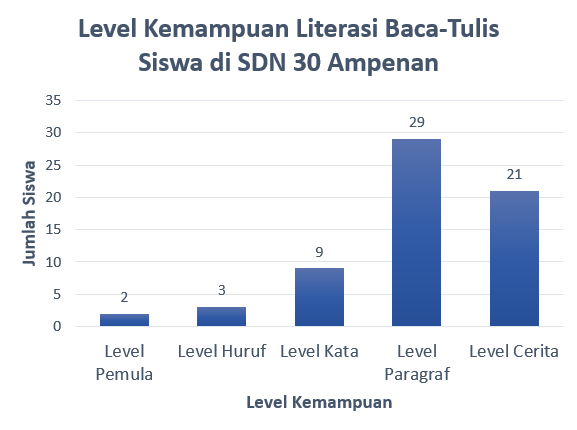 Level Kemampuan Literasi Baca-Tulis
Siswa di SDN 30 Ampenan
Jumlah Siswa
35
30
25
20
15
10
5
0
2
3
9
29
21
Level
Pemula
Level Huruf
Level Kata
Level
Paragraf
Level Cerita
Level Kemampuan